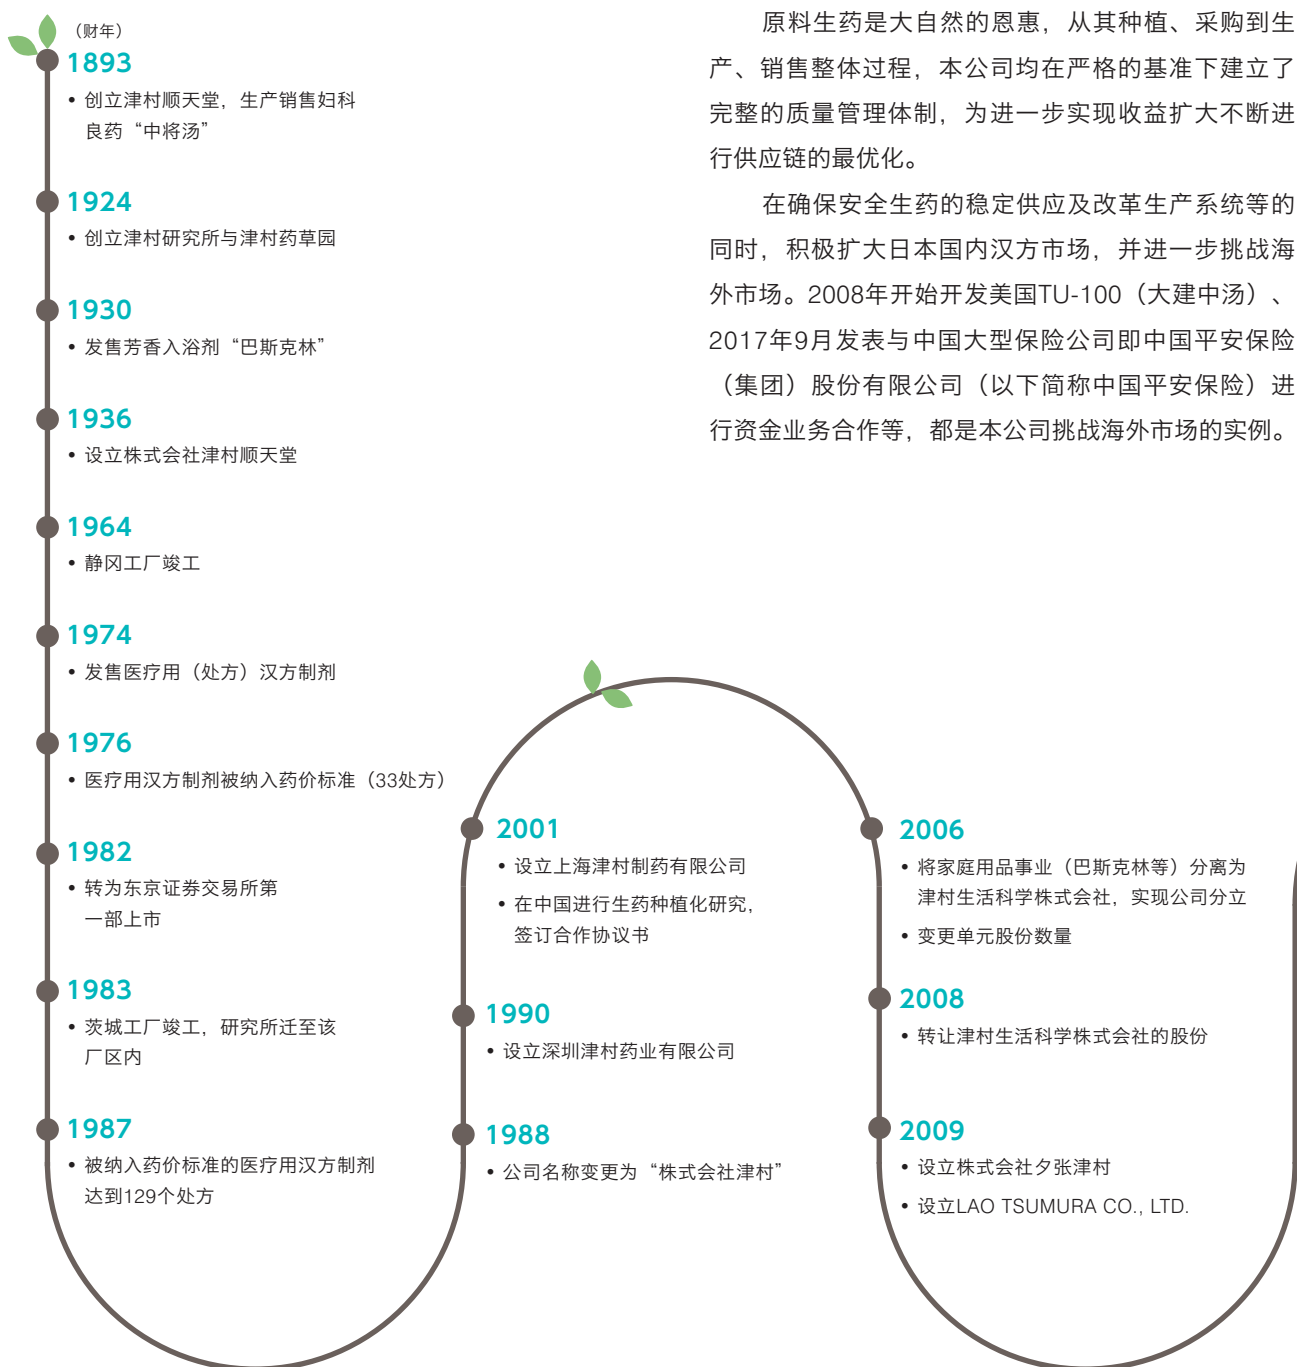 （财年）
1893
• 创立津村顺天堂，生产销售妇科
良药“中将汤”
1924
• 创立津村研究所与津村药草园
1930
• 发售芳香入浴剂“巴斯克林”
1936
• 设立株式会社津村顺天堂
1964
• 静冈工厂竣工
1974
• 发售医疗用（处方）汉方制剂
1976
• 医疗用汉方制剂被纳入药价标准（33处方）
1982
• 转为东京证券交易所第
一部上市
1983
• 茨城工厂竣工，研究所迁至该
厂区内
1987
• 被纳入药价标准的医疗用汉方制剂
达到129个处方
1988
• 公司名称变更为“株式会社津村”
1990
• 设立深圳津村药业有限公司
2001
• 设立上海津村制药有限公司
• 在中国进行生药种植化研究，
签订合作协议书
2006
• 将家庭用品事业（巴斯克林等）分离为
津村生活科学株式会社，实现公司分立
• 变更单元股份数量
2008
• 转让津村生活科学株式会社的股份
2009
• 设立株式会社夕张津村
• 设立LAO TSUMURA CO., LTD.
原料生药是大自然的恩惠，从其种植、采购到生
产、销售整体过程，本公司均在严格的基准下建立了
完整的质量管理体制，为进一步实现收益扩大不断进
行供应链的最优化。
在确保安全生药的稳定供应及改革生产系统等的
同时，积极扩大日本国内汉方市场，并进一步挑战海
外市场。2008年开始开发美国TU-100（大建中汤）、
2017年9月发表与中国大型保险公司即中国平安保险
（集团）股份有限公司（以下简称中国平安保险）进
行资金业务合作等，都是本公司挑战海外市场的实例。